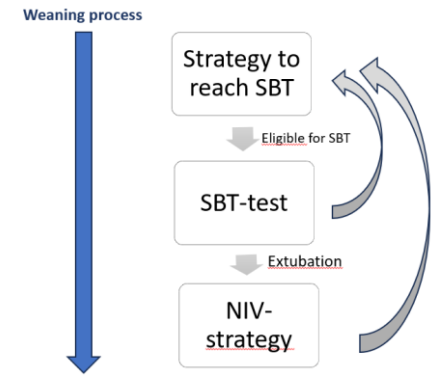 Weaning process
Strategy to
reach SBT
Eligible for SBT
SBT-test
Extubation
NIV-
strategy